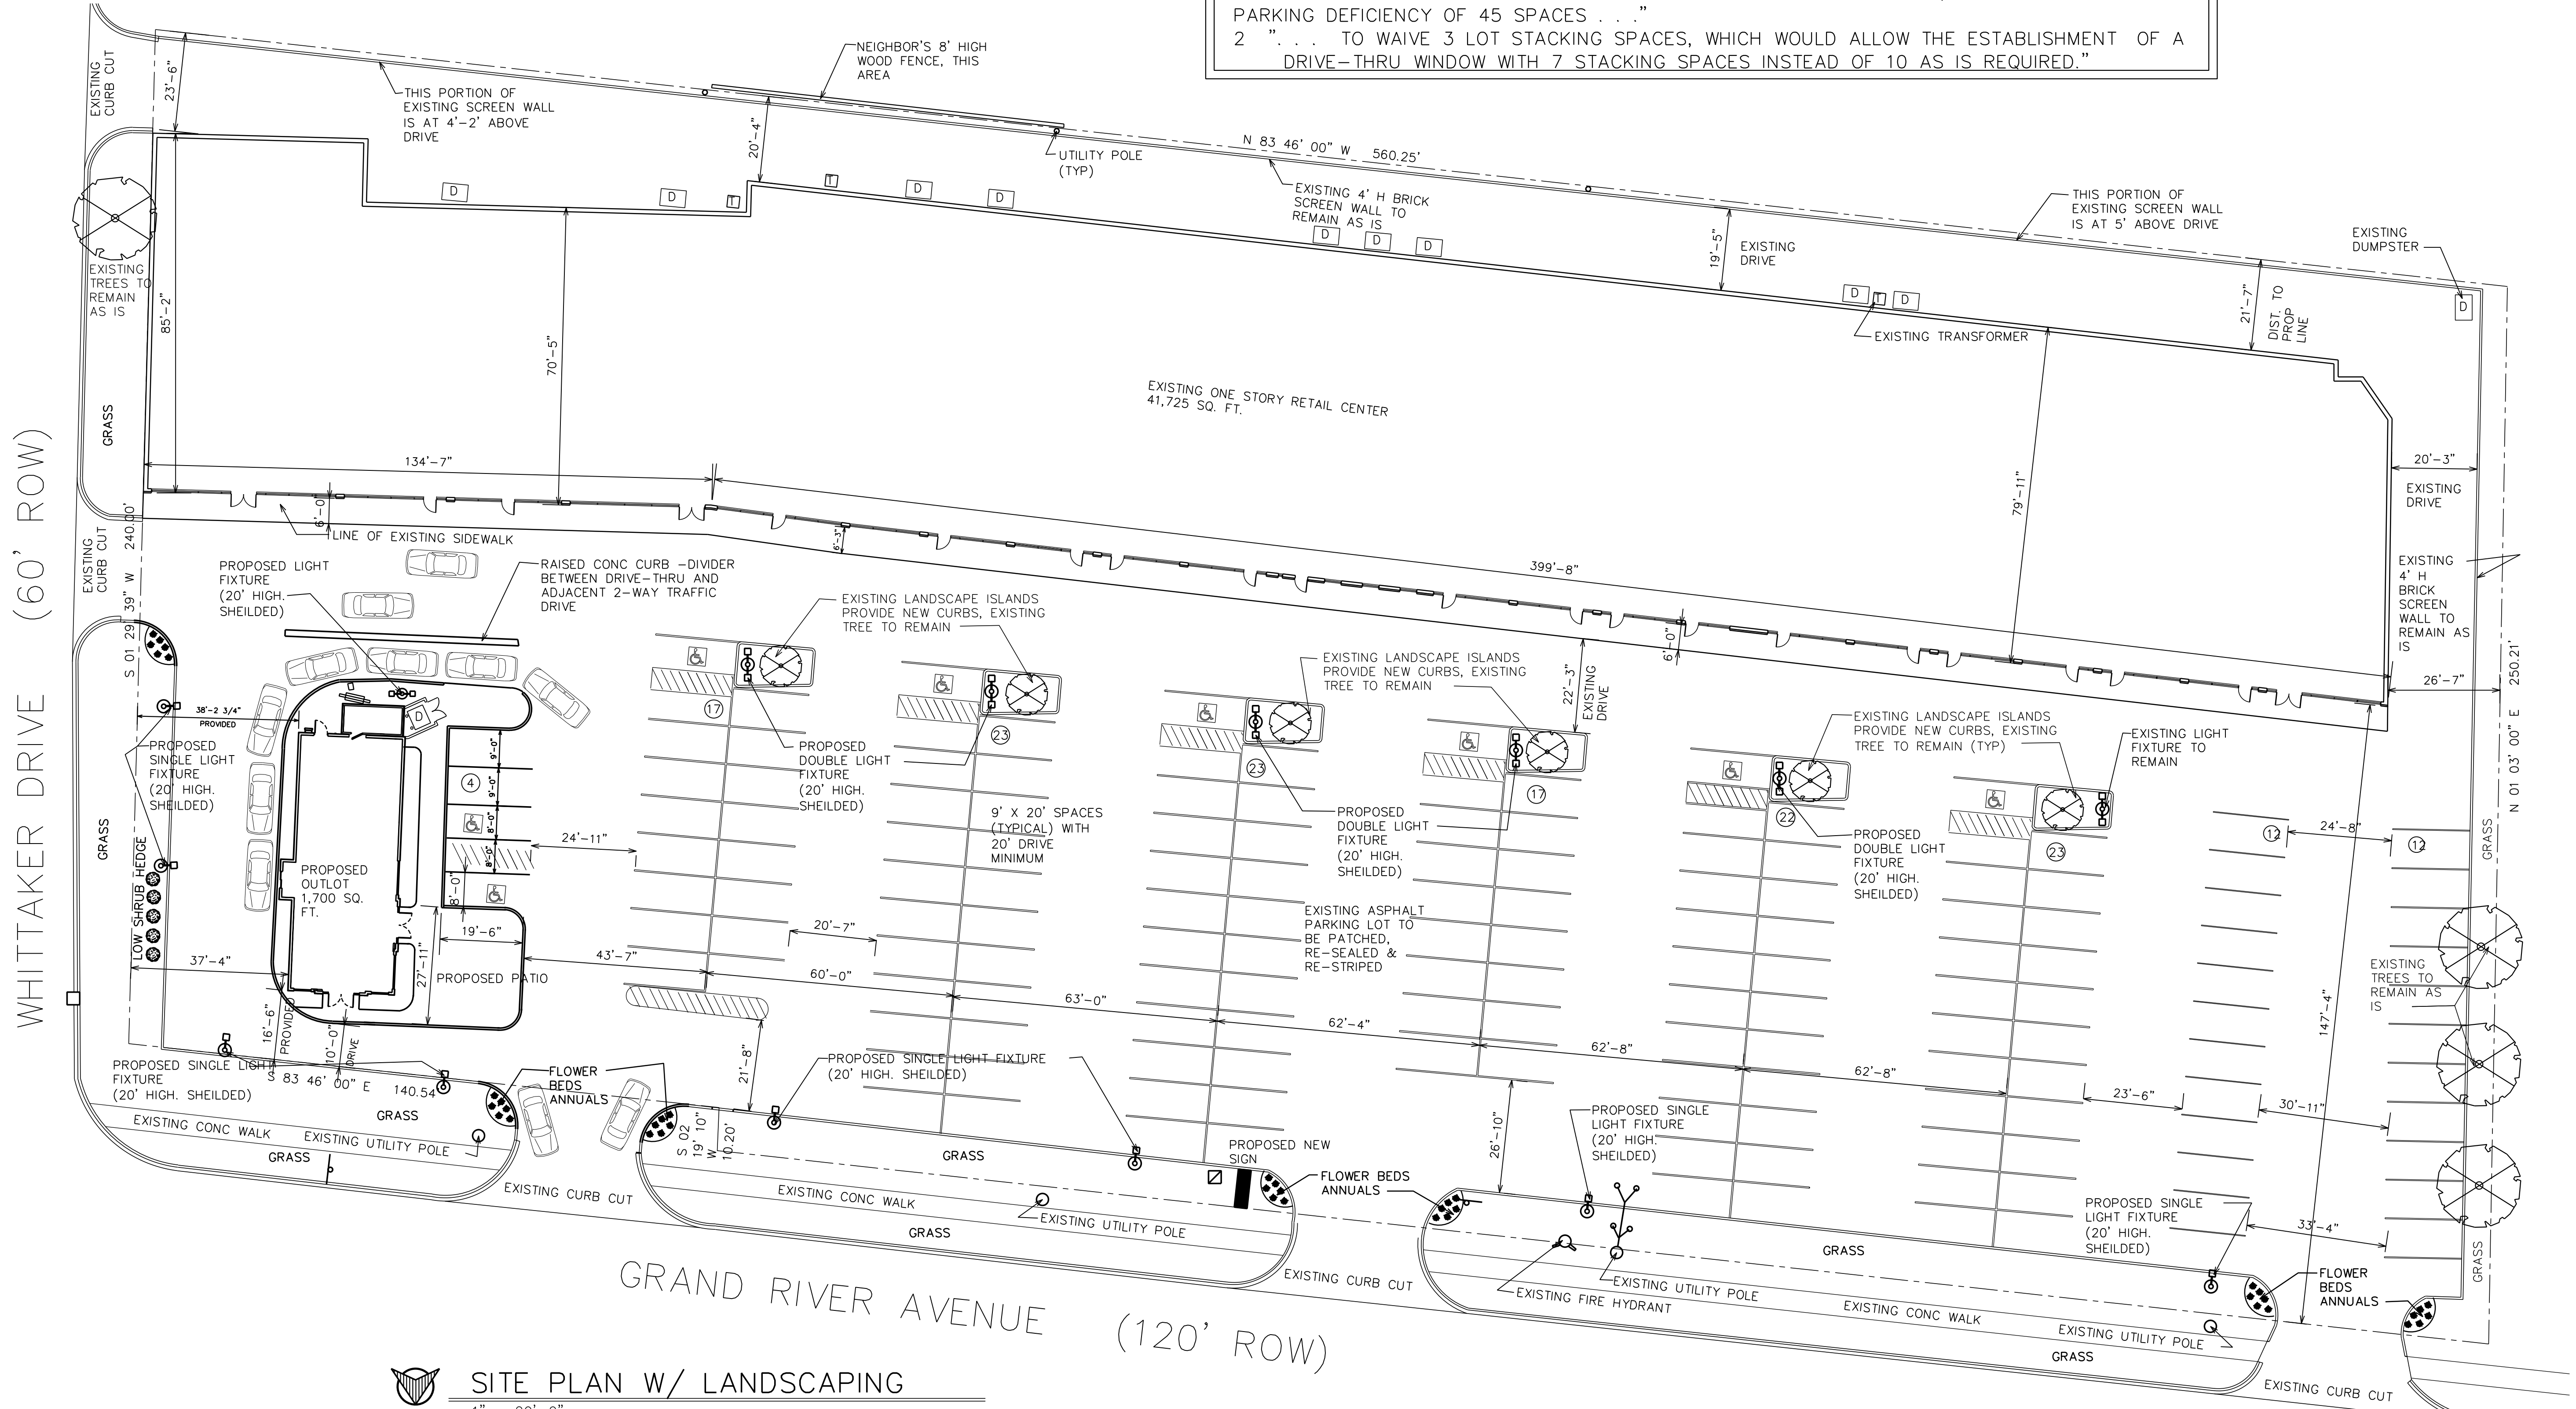 PARKING DEFICIENCY OF 45 SPACES . . ."
2 ". . . TO WAIVE 3 LOT STACKING SPACES, WHICH WOULD ALLOW THE ESTABLISHMENT OF A
DRIVE-THRU WINDOW WITH 7 STACKING SPACES INSTEAD OF 10 AS IS REQUIRED."
EXISTING
CURB CUT
23'-6"
THIS PORTION OF
EXISTING SCREEN WALL
IS AT 4'-2' ABOVE
DRIVE
NEIGHBOR'S 8' HIGH
WOOD FENCE, THIS
AREA
20'-4"
UTILITY POLE
(TYP)
N 83 46' 00" W 560.25'
EXISTING 4' H BRICK
SCREEN WALL TO
REMAIN AS IS
19'-5"
EXISTING
DRIVE
THIS PORTION OF
EXISTING SCREEN WALL
IS AT 5' ABOVE DRIVE
EXISTING
DUMPSTER
D
D
T
T
D
D
D
D
D
D
T
D
D
EXISTING TRANSFORMER
21'-7"
DIST. TO
PROP
LINE
EXISTING
TREES TO
REMAIN
AS IS
85'-2"
70'-5"
GRASS
EXISTING ONE STORY RETAIL CENTER
41,725 SQ. FT.
79'-11"
134'-7"
399'-8"
20'-3"
EXISTING
DRIVE
EXISTING
4' H
BRICK
SCREEN
WALL TO
REMAIN AS
IS
26'-7"
N 01 03' 00" E 250.21'
WHITTAKER DRIVE (60' ROW)
EXISTING
CURB CUT
S 01 29' 39" W 240.00'
6'-0"
LINE OF EXISTING SIDEWALK
6'-3"
6'-0"
PROPOSED LIGHT
FIXTURE
(20' HIGH.
SHEILDED)
RAISED CONC CURB -DIVIDER
BETWEEN DRIVE-THRU AND
ADJACENT 2-WAY TRAFFIC
DRIVE
EXISTING LANDSCAPE ISLANDS
PROVIDE NEW CURBS, EXISTING
TREE TO REMAIN
EXISTING LANDSCAPE ISLANDS
PROVIDE NEW CURBS, EXISTING
TREE TO REMAIN
22'-3"
EXISTING
DRIVE
EXISTING LANDSCAPE ISLANDS
PROVIDE NEW CURBS, EXISTING
TREE TO REMAIN (TYP)
EXISTING LIGHT
FIXTURE TO
REMAIN
38'-2 3/4"
PROVIDED
D
PROPOSED
SINGLE LIGHT
FIXTURE
(20' HIGH.
SHEILDED)
17
23
23
17
22
23
12
24'-8"
12
GRASS
4
9'-0"
9'-0"
8'-0"
8'-0"
8'-0"
24'-11"
PROPOSED
DOUBLE LIGHT
FIXTURE
(20' HIGH.
SHEILDED)
9' X 20' SPACES
(TYPICAL) WITH
20' DRIVE
MINIMUM
PROPOSED
DOUBLE LIGHT
FIXTURE
(20' HIGH.
SHEILDED)
PROPOSED
DOUBLE LIGHT
FIXTURE
(20' HIGH.
SHEILDED)
GRASS
LOW SHRUB HEDGE
PROPOSED
OUTLOT
1,700 SQ.
FT.
19'-6"
27'-11"
PROPOSED PATIO
37'-4"
43'-7"
20'-7"
60'-0"
63'-0"
62'-4"
62'-8"
62'-8"
23'-6"
30'-11"
33'-4"
147'-4"
EXISTING ASPHALT
PARKING LOT TO
BE PATCHED,
RE-SEALED &
RE-STRIPED
EXISTING
TREES TO
REMAIN AS
IS
16'-6"
PROVIDED
10'-0"
DRIVE
PROPOSED SINGLE LIGHT
FIXTURE
(20' HIGH. SHEILDED)
S 83 46' 00" E 140.54'
FLOWER
BEDS
ANNUALS
21'-8"
PROPOSED SINGLE LIGHT FIXTURE
(20' HIGH. SHEILDED)
26'-10"
PROPOSED SINGLE
LIGHT FIXTURE
(20' HIGH.
SHEILDED)
GRASS
EXISTING CONC WALK
EXISTING UTILITY POLE
GRASS
S 02
19' 10"
W
10.20'
GRASS
PROPOSED NEW
SIGN
FLOWER BEDS
ANNUALS
EXISTING CURB CUT
EXISTING CONC WALK
EXISTING UTILITY POLE
GRASS
EXISTING CURB CUT
PROPOSED SINGLE
LIGHT FIXTURE
(20' HIGH.
SHEILDED)
GRASS
EXISTING UTILITY POLE
EXISTING FIRE HYDRANT
EXISTING CONC WALK
EXISTING UTILITY POLE
GRASS
FLOWER
BEDS
ANNUALS
GRASS
EXISTING CURB CUT
GRAND RIVER AVENUE (120' ROW)
SITE PLAN W/ LANDSCAPING